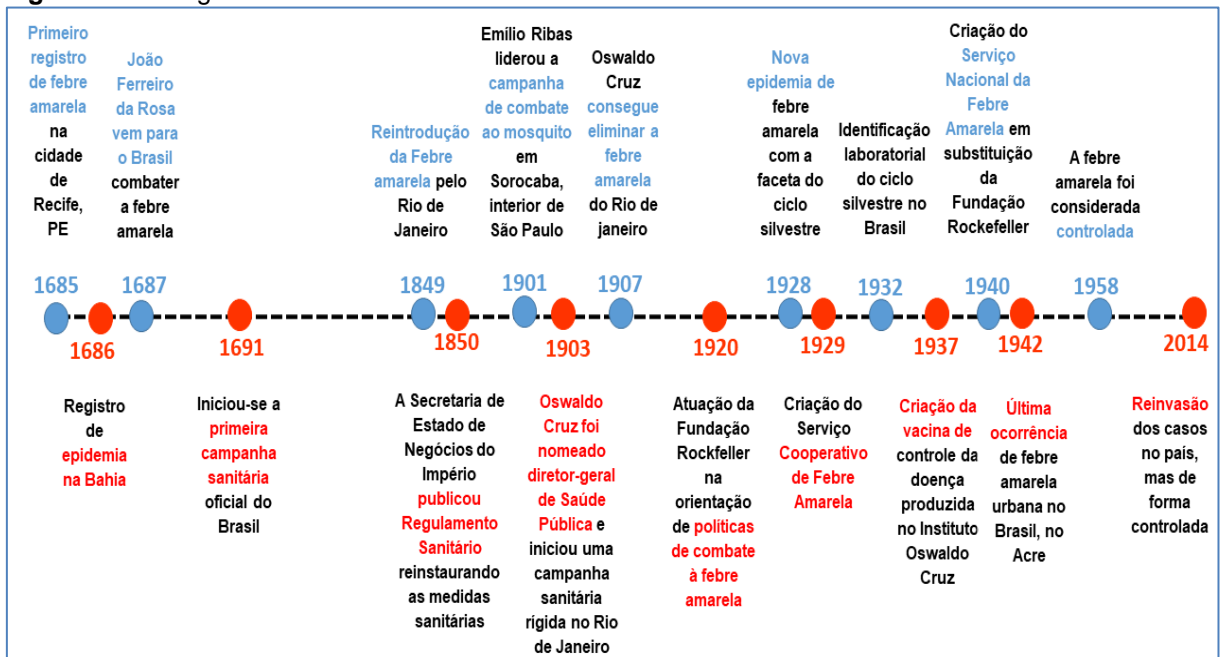 Primeiro
registro
de febre
amarela
na
cidade
de
Recife,
PE
João
Ferreiro
da Rosa
vem para
o Brasil
combater
a febre
amarela
Reintrodução
da Febre
amarela pelo
Rio de
Janeiro
Emílio Ribas
liderou a
campanha
de combate
ao mosquito
em
Sorocaba,
interior de
São Paulo
Oswaldo
Cruz
consegue
eliminar a
febre
amarela
do Rio de
janeiro
Nova
epidemia de
febre
amarela
com a
faceta do
ciclo
silvestre
Identificação
laboratorial
do ciclo
silvestre no
Brasil
Criação do
Serviço
Nacional da
Febre
Amarela em
substituição
da
Fundação
Rockefeller
A febre
amarela foi
considerada
controlada
1685
1687
1849
1901
1907
1928
1932
1940
1958
1686
1691
1850
1903
1920
1929
1937
1942
2014
Registro
de
epidemia
na Bahia
Iniciou-se a
primeira
campanha
sanitária
oficial do
Brasil
A Secretaria de
Estado de
Negócios do
Império
publicou
Regulamento
Sanitário
reinstaurando
as medidas
sanitárias
Oswaldo
Cruz foi
nomeado
diretor-geral
de Saúde
Pública e
iniciou uma
campanha
sanitária
rígida no Rio
de Janeiro
Atuação da
Fundação
Rockfeller
na
orientação
de políticas
de combate
à febre
amarela
Criação do
Serviço
Cooperativo
de Febre
Amarela
Criação da
vacina de
controle da
doença
produzida
no Instituto
Oswaldo
Cruz
Última
ocorrência
de febre
amarela
urbana no
Brasil, no
Acre
Reinvasão
dos casos
no país,
mas de
forma
controlada